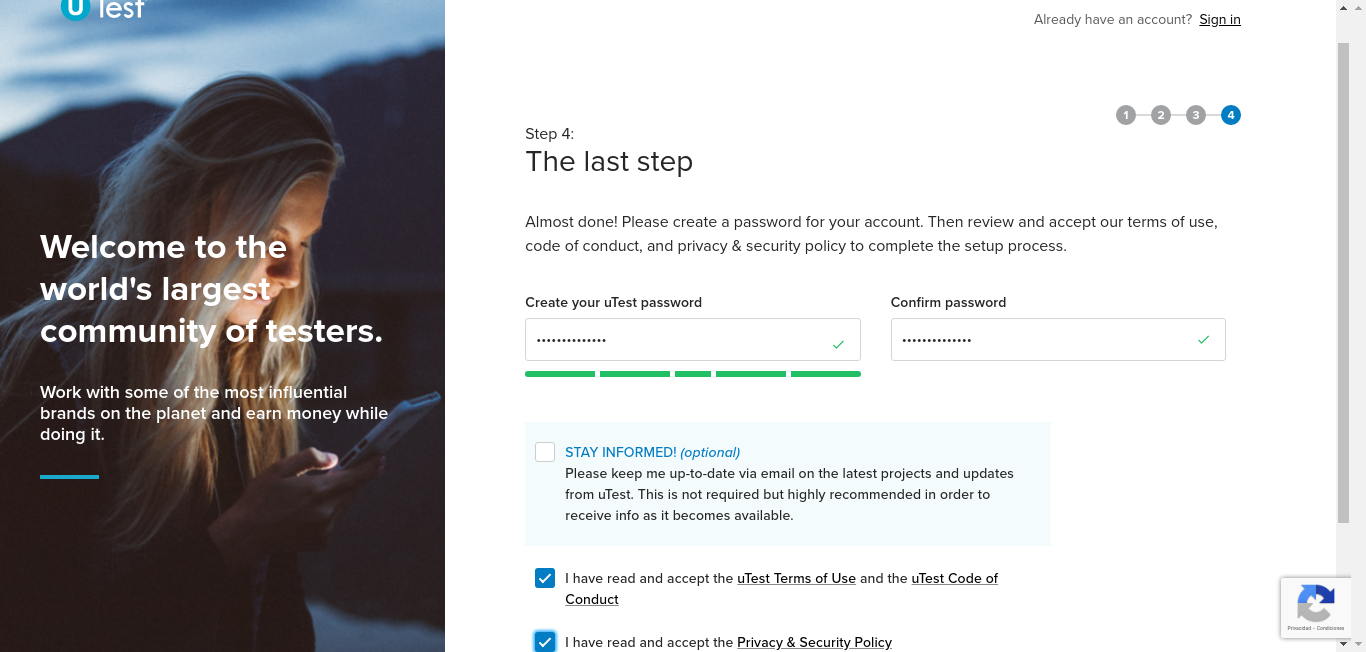 uTest
Already have an account? Sign in
1 2 3 4
Step 4:
The last step
Almost done! Please create a password for your account. Then review and accept our terms of use,
code of conduct, and privacy & security policy to complete the setup process.
Welcome to the
world's largest
community of testers.
Work with some of the most influential
brands on the planet and earn money while
doing it.
Create your uTest password
Confirm password
••••••••••••••
••••••••••••••
STAY INFORMED! (optional)
Please keep me up-to-date via email on the latest projects and updates
from uTest. This is not required but highly recommended in order to
receive info as it becomes available.
I have read and accept the uTest Terms of Use and the uTest Code of
Conduct
I have read and accept the Privacy & Security Policy
Privacidad - Condiciones